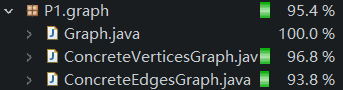 P1.graph 95.4 %
Graph.java 100.0 %
ConcreteVerticesGraph.jav 96.8 %
ConcreteEdgesGraph.java 93.8 %